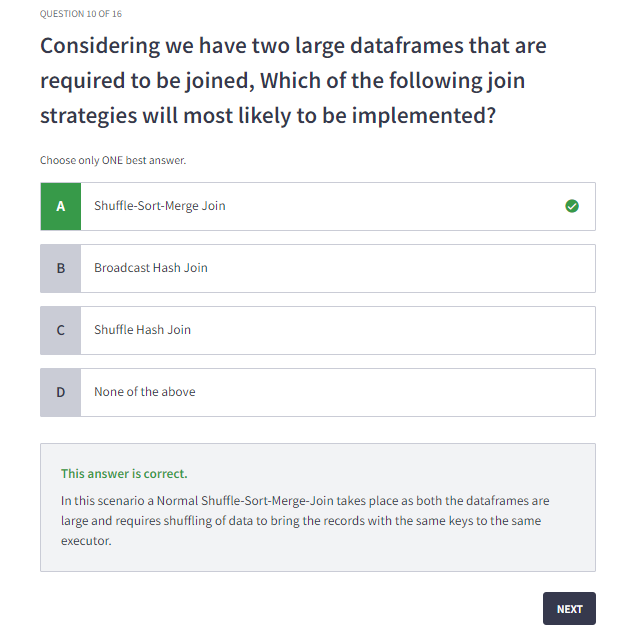 QUESTION 10 OF 16
Considering we have two large dataframes that are
required to be joined, Which of the following join
strategies will most likely to be implemented?
Choose only ONE best answer.
A Shuffle-Sort-Merge Join
B Broadcast Hash Join
C Shuffle Hash Join
D None of the above
This answer is correct.
In this scenario a Normal Shuffle-Sort-Merge-Join takes place as both the dataframes are
large and requires shuffling of data to bring the records with the same keys to the same
executor.
NEXT